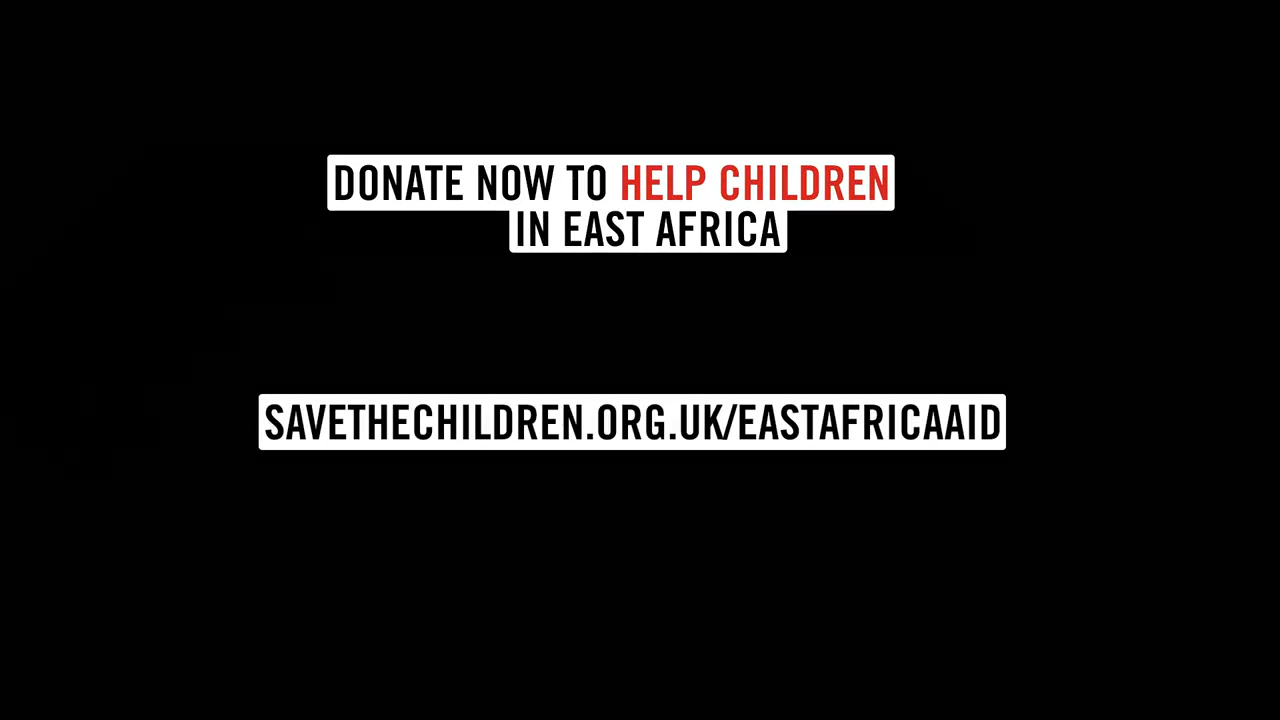 DONATE NOW TO HELP CHILDREN
IN EAST AFRICA
SAVETHECHILDREN.ORG.UK/EASTAFRICAAID